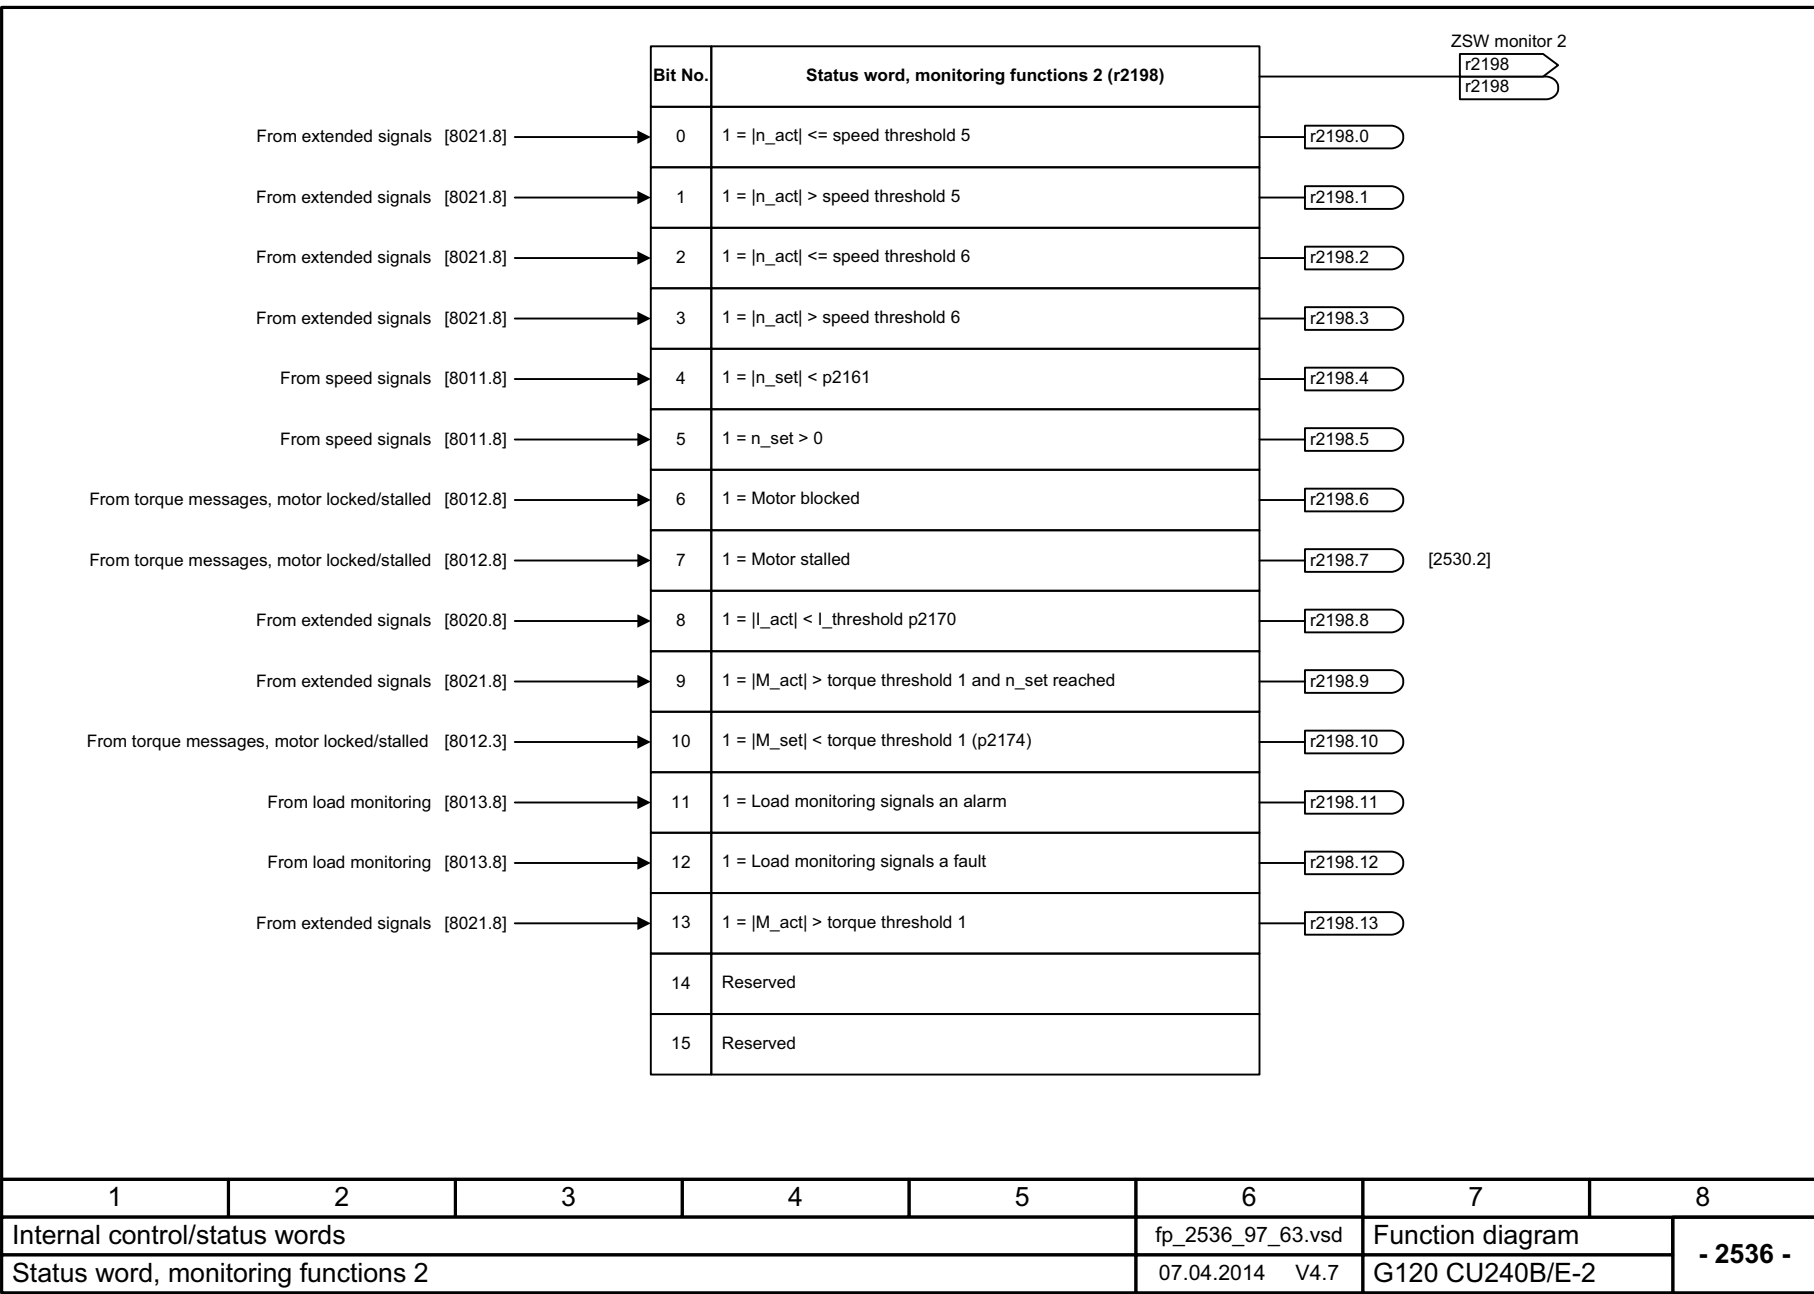 ZSW monitor 2
Bit No. Status word, monitoring functions 2 (r2198) r2198
r2198
From extended signals [8021.8] 0 1 = |n_act| <= speed threshold 5 r2198.0
From extended signals [8021.8] 1 1 = |n_act| > speed threshold 5 r2198.1
From extended signals [8021.8] 2 1 = |n_act| <= speed threshold 6 r2198.2
From extended signals [8021.8] 3 1 = |n_act| > speed threshold 6 r2198.3
From speed signals [8011.8] 4 1 = |n_set| < p2161 r2198.4
From speed signals [8011.8] 5 1 = n_set > 0 r2198.5
From torque messages, motor locked/stalled [8012.8] 6 1 = Motor blocked r2198.6
From torque messages, motor locked/stalled [8012.8] 7 1 = Motor stalled r2198.7 [2530.2]
From extended signals [8020.8] 8 1 = |I_act| < I_threshold p2170 r2198.8
From extended signals [8021.8] 9 1 = |M_act| > torque threshold 1 and n_set reached r2198.9
From torque messages, motor locked/stalled [8012.3] 10 1 = |M_set| < torque threshold 1 (p2174) r2198.10
From load monitoring [8013.8] 11 1 = Load monitoring signals an alarm r2198.11
From load monitoring [8013.8] 12 1 = Load monitoring signals a fault r2198.12
From extended signals [8021.8] 13 1 = |M_act| > torque threshold 1 r2198.13
14 Reserved
15 Reserved
1 2 3 4 5 6 7 8
Internal control/status words fp_2536_97_63.vsd Function diagram - 2536 -
Status word, monitoring functions 2 07.04.2014 V4.7 G120 CU240B/E-2